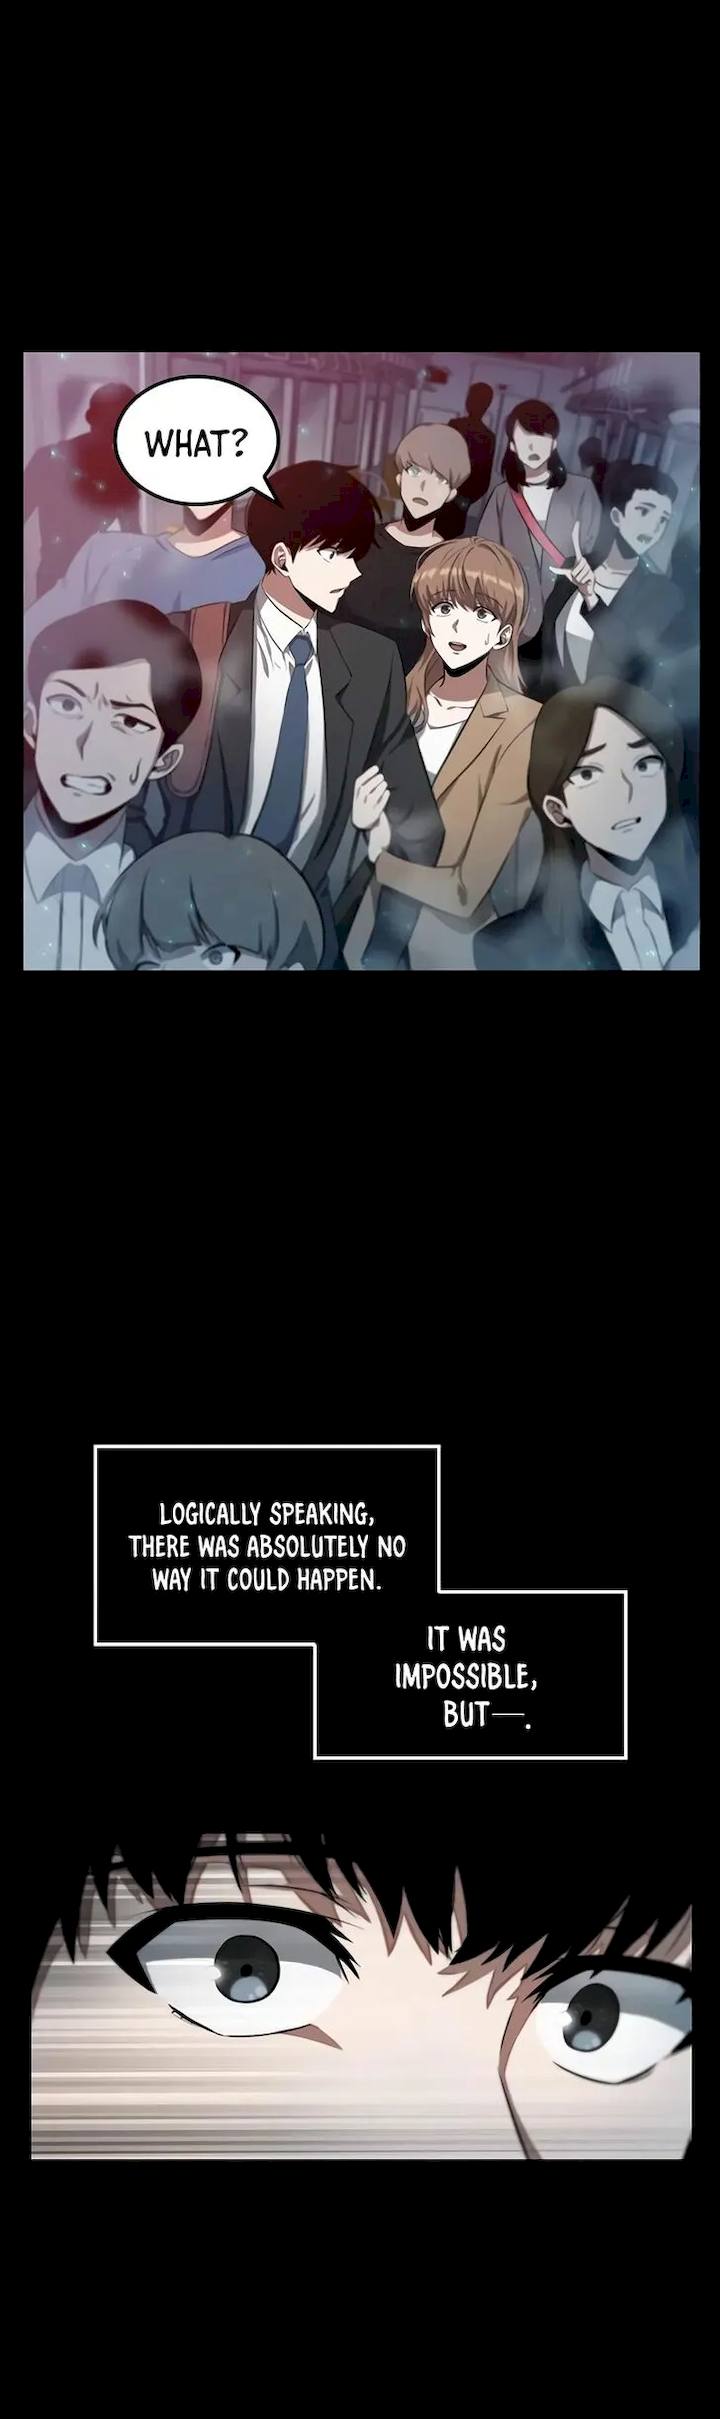 WHAT?
LOGICALLY SPEAKING,
THERE WAS ABSOLUTELY NO
WAY IT COULD HAPPEN.
IT WAS
IMPOSSIBLE,
BUT—.